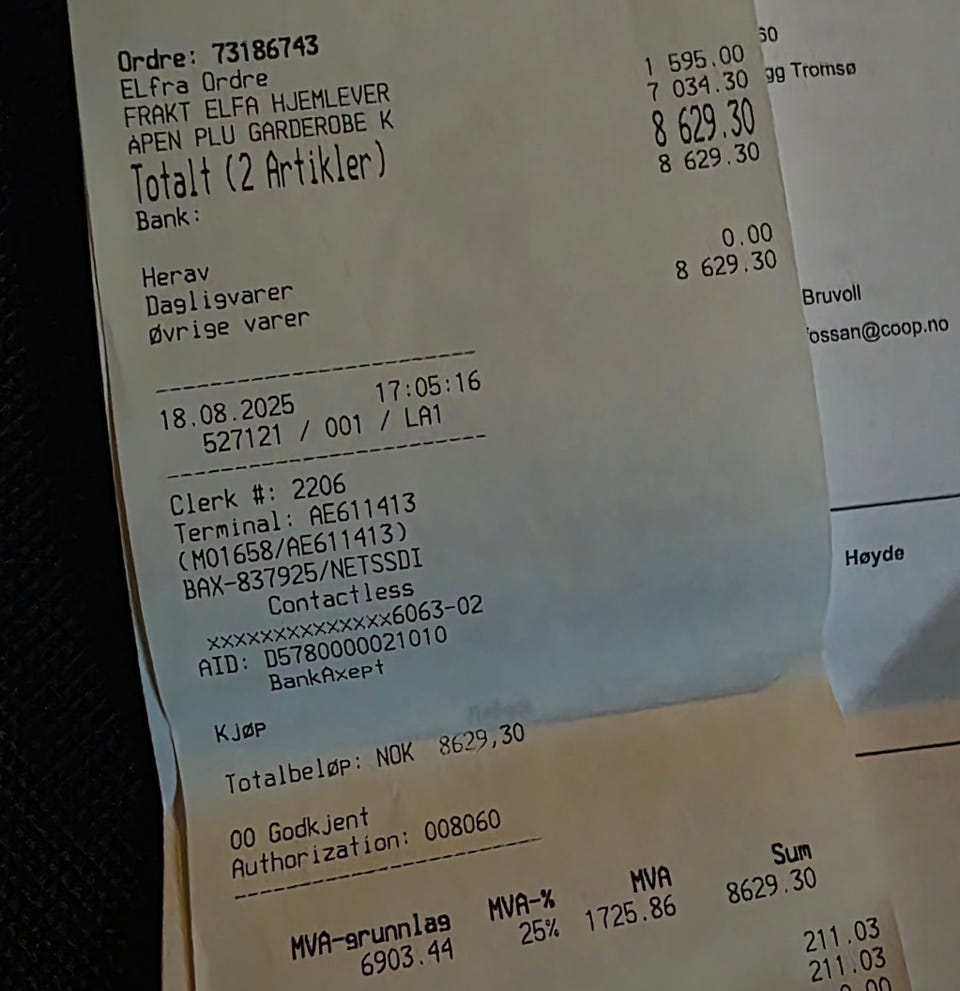 Ordre: 73186743
ELfra Ordre
FRAKT ELFA HJEMLEVER 1 595.00
ÅPEN PLU GARDEROBE K 7 034.30
Totalt (2 Artikler) 8 629.30
Bank: 8 629.30
Herav
Dagligvarer 0.00
Øvrige varer 8 629.30
18.08.2025 17:05:16
527121 / 001 / LA1
Clerk #: 2206
Terminal: AE611413
(M01658/AE611413)
BAX-837925/NETSSDI
Contactless
xxxxxxxxxxxxxx6063-02
AID: D5780000021010
BankAxept
Kjøp
Totalbeløp: NOK 8629,30
00 Godkjent
Authorization: 008060
MVA-grunnlag MVA-% MVA Sum
6903.44 25% 1725.86 8629.30
211.03
211.03
0.00
gg Tromsø
Bruvoll
ossan@coop.no
Høyde